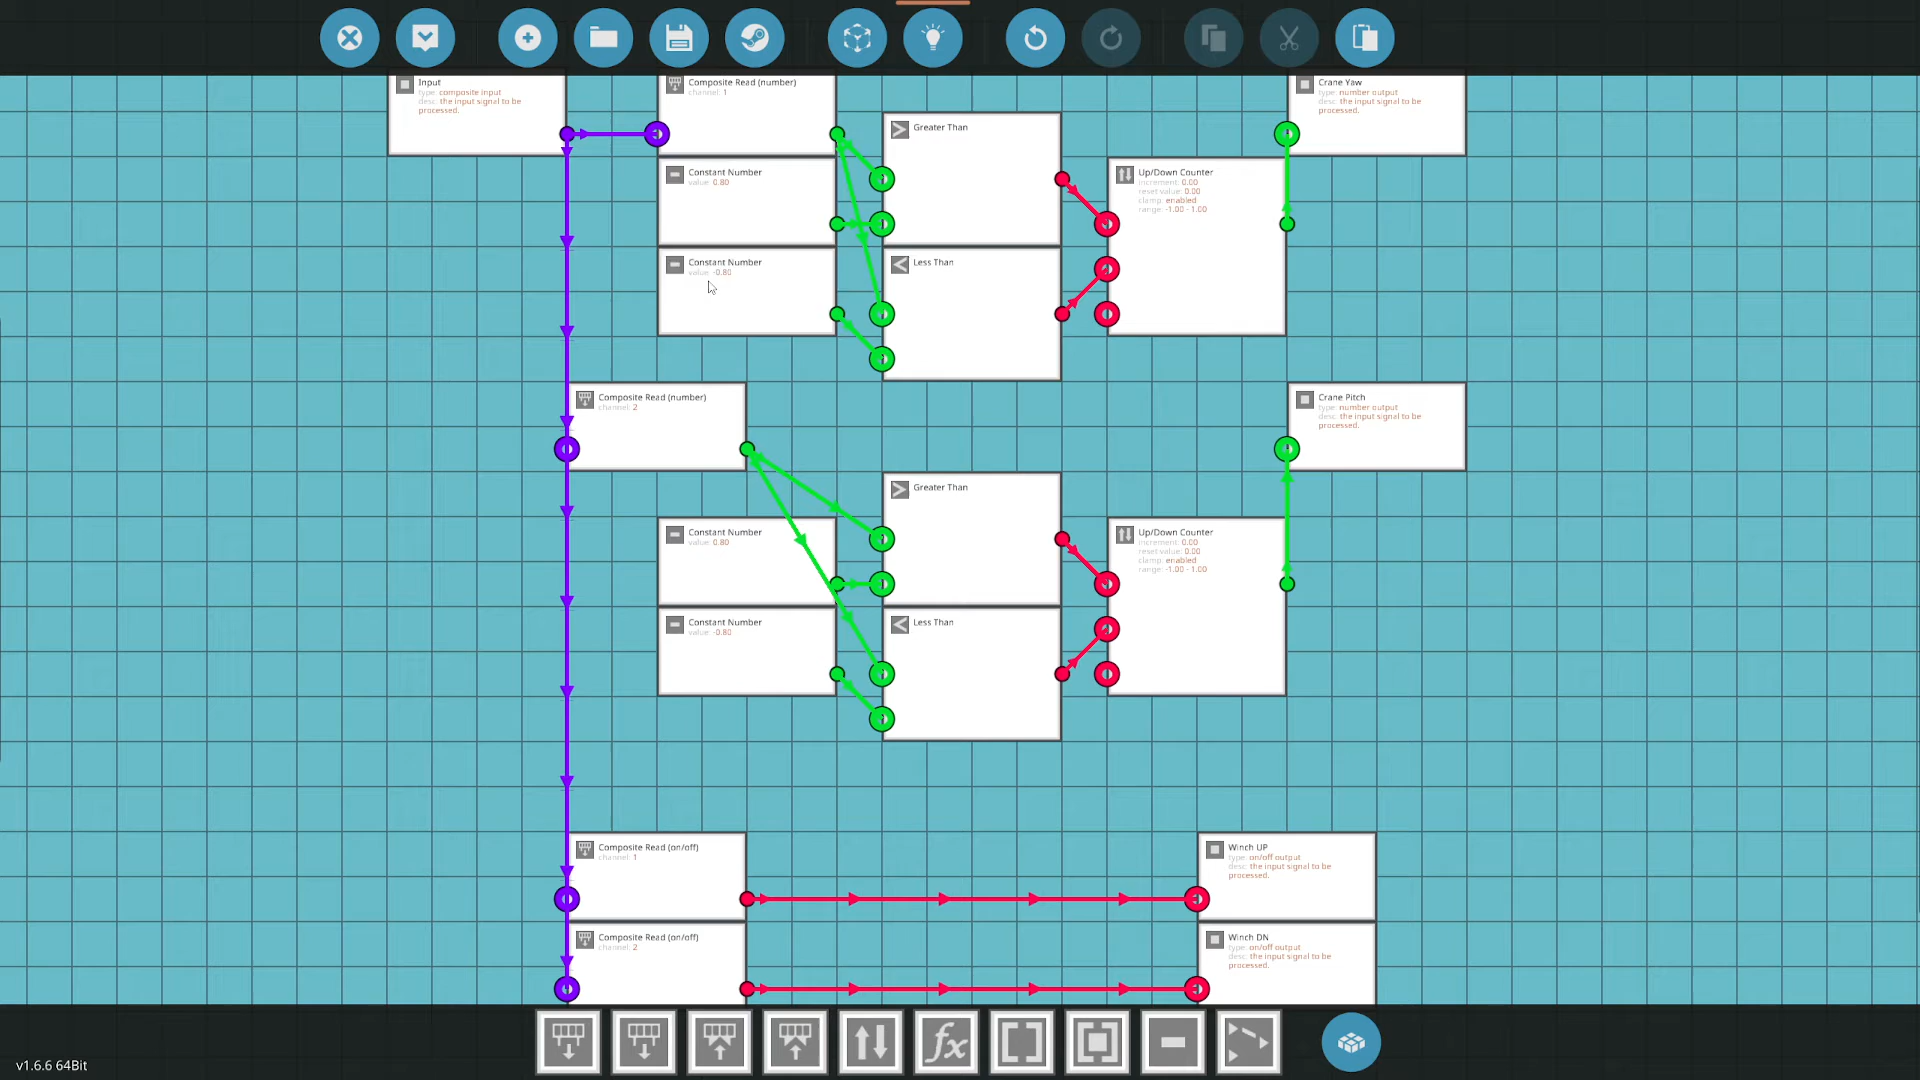 Input
type: composite input
desc: the input signal to be
processed.
Composite Read (number)
channel: 1
Crane Yaw
type: number output
desc: the input signal to be
processed.
Greater Than
Constant Number
value: 0.80
Up/Down Counter
increment: 0.00
reset value: 0.00
clamp: enabled
range: -1.00 - 1.00
Constant Number
value: -0.80
Less Than
Composite Read (number)
channel: 2
Crane Pitch
type: number output
desc: the input signal to be
processed.
Greater Than
Constant Number
value: 0.80
Up/Down Counter
increment: 0.00
reset value: 0.00
clamp: enabled
range: -1.00 - 1.00
Constant Number
value: -0.80
Less Than
Composite Read (on/off)
channel: 1
Winch UP
type: on/off output
desc: the input signal to be
processed.
Composite Read (on/off)
channel: 2
Winch DN
type: on/off output
desc: the input signal to be
processed.
fx
v1.6.6 64Bit